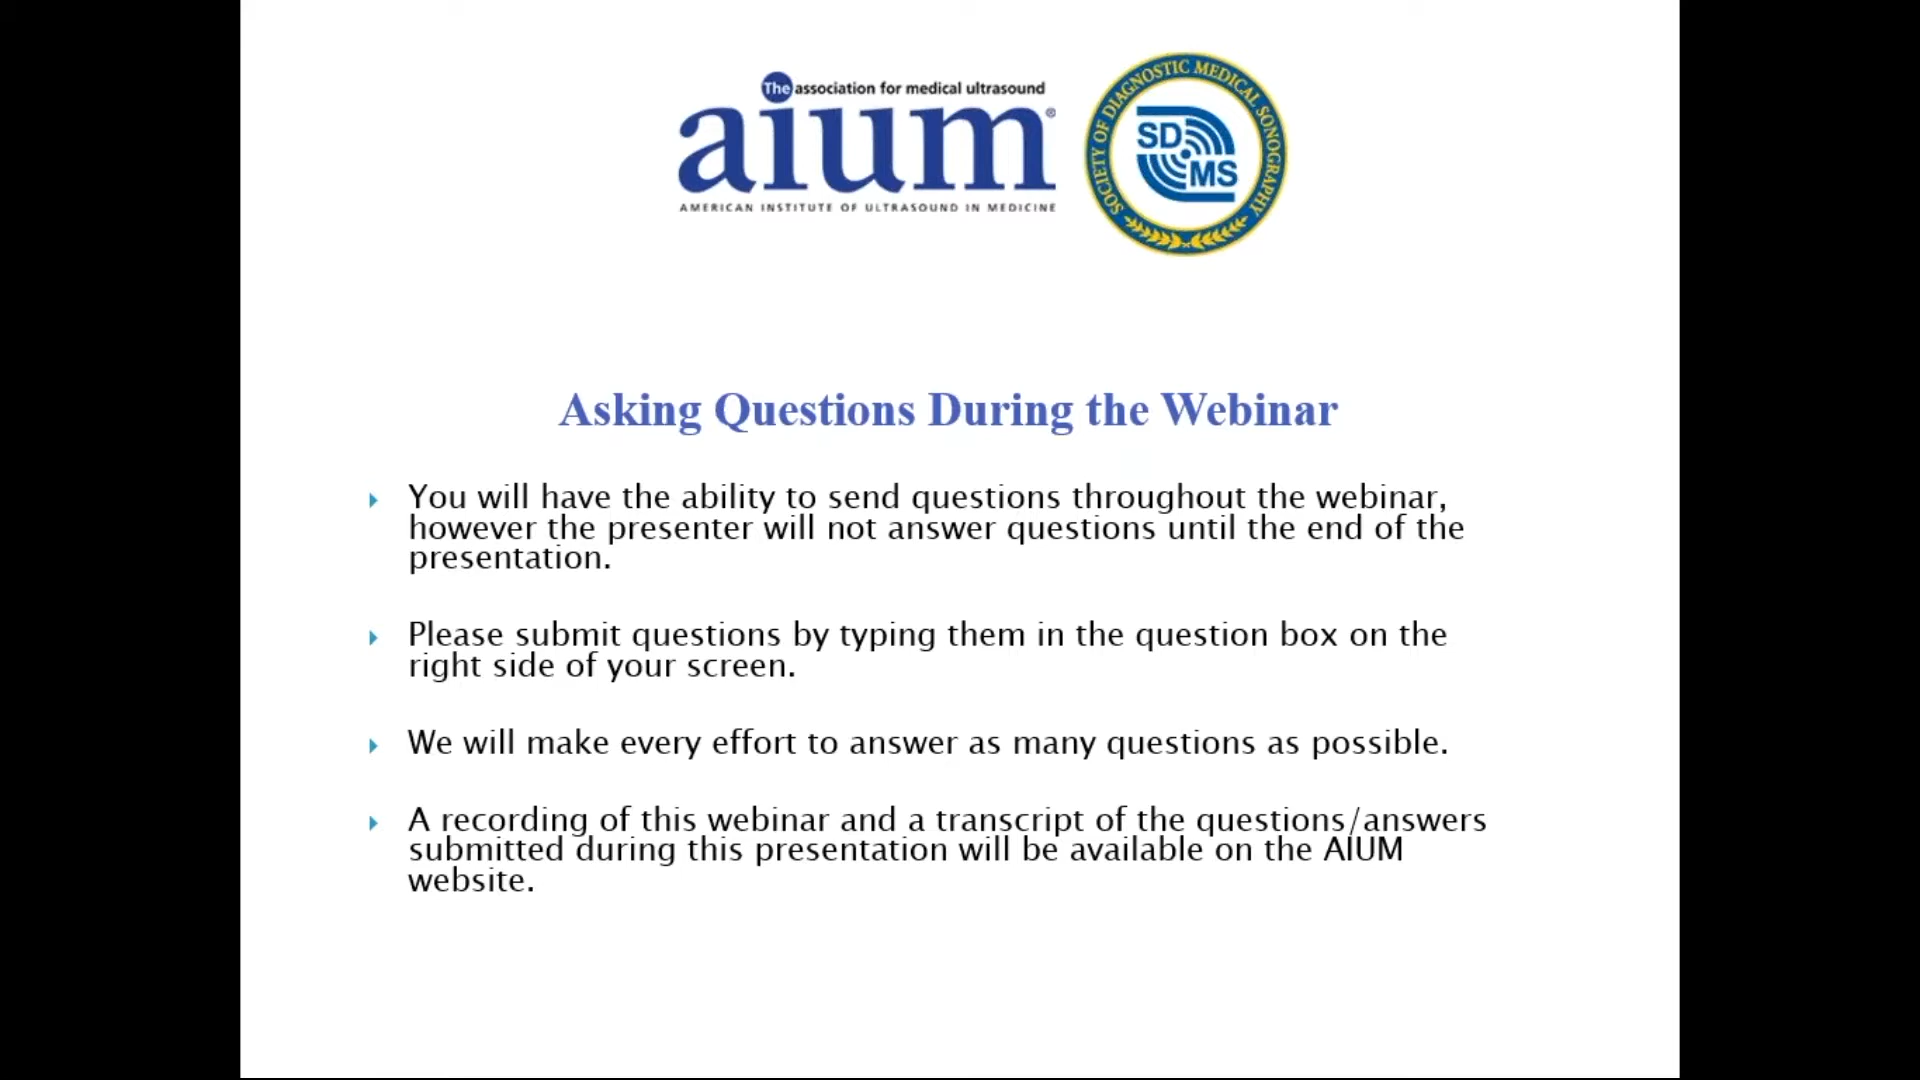 The association for medical ultrasound
aium®
AMERICAN INSTITUTE OF ULTRASOUND IN MEDICINE
SOCIETY OF DIAGNOSTIC MEDICAL SONOGRAPHY
SD
MS
Asking Questions During the Webinar
You will have the ability to send questions throughout the webinar,
however the presenter will not answer questions until the end of the
presentation.
Please submit questions by typing them in the question box on the
right side of your screen.
We will make every effort to answer as many questions as possible.
A recording of this webinar and a transcript of the questions/answers
submitted during this presentation will be available on the AIUM
website.